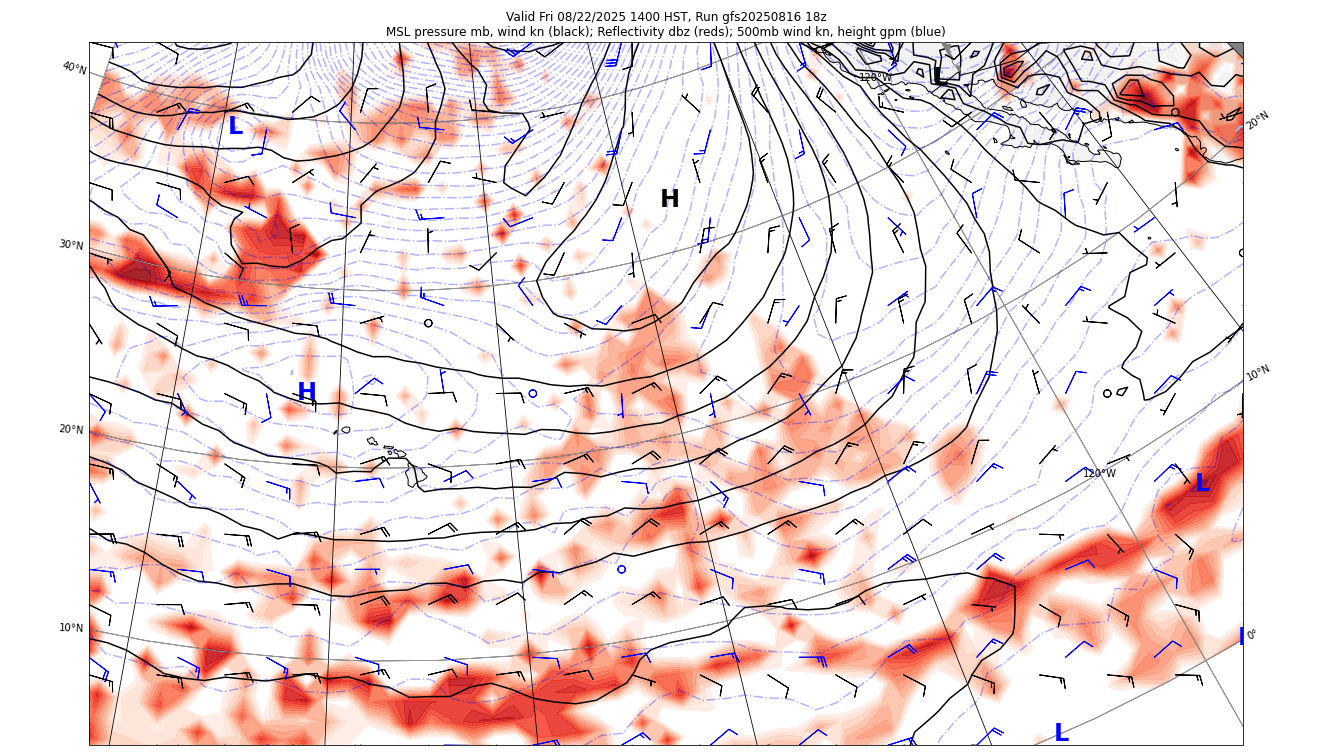 Valid Fri 08/22/2025 1400 HST, Run gfs20250816 18z
MSL pressure mb, wind kn (black); Reflectivity dbz (reds); 500mb wind kn, height gpm (blue)
40°N
120°W
L
20°N
L
H
30°N
H
10°N
20°N
120°W
L
10°N
0°
L